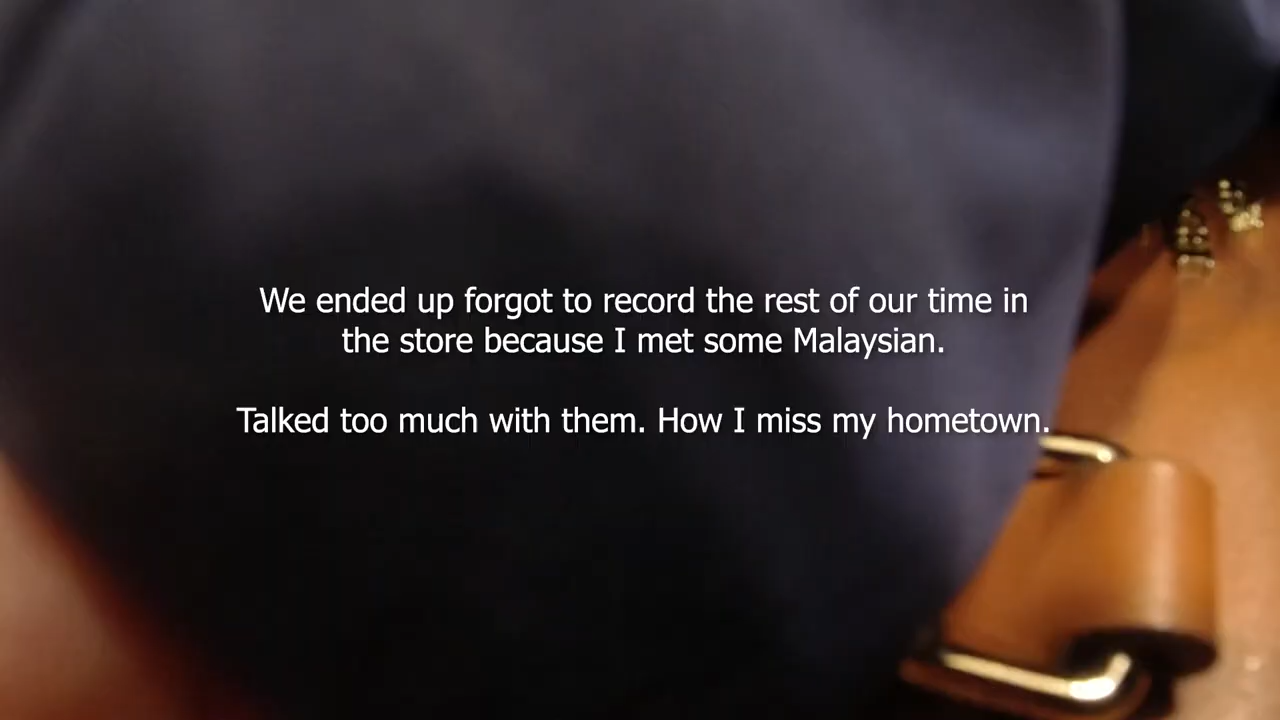 We ended up forgot to record the rest of our time in
the store because I met some Malaysian.
Talked too much with them. How I miss my hometown.